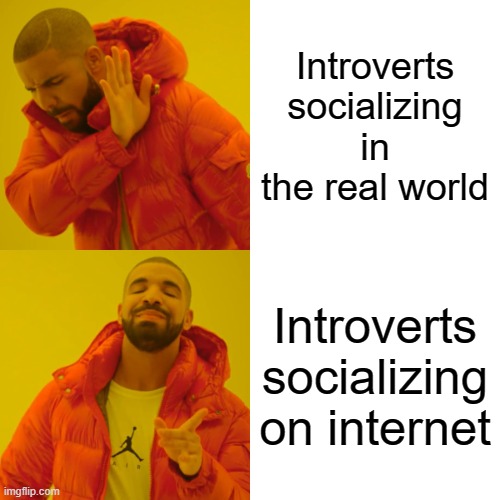 Introverts
socializing
in
the real world
Introverts
socializing
on internet
imgflip.com